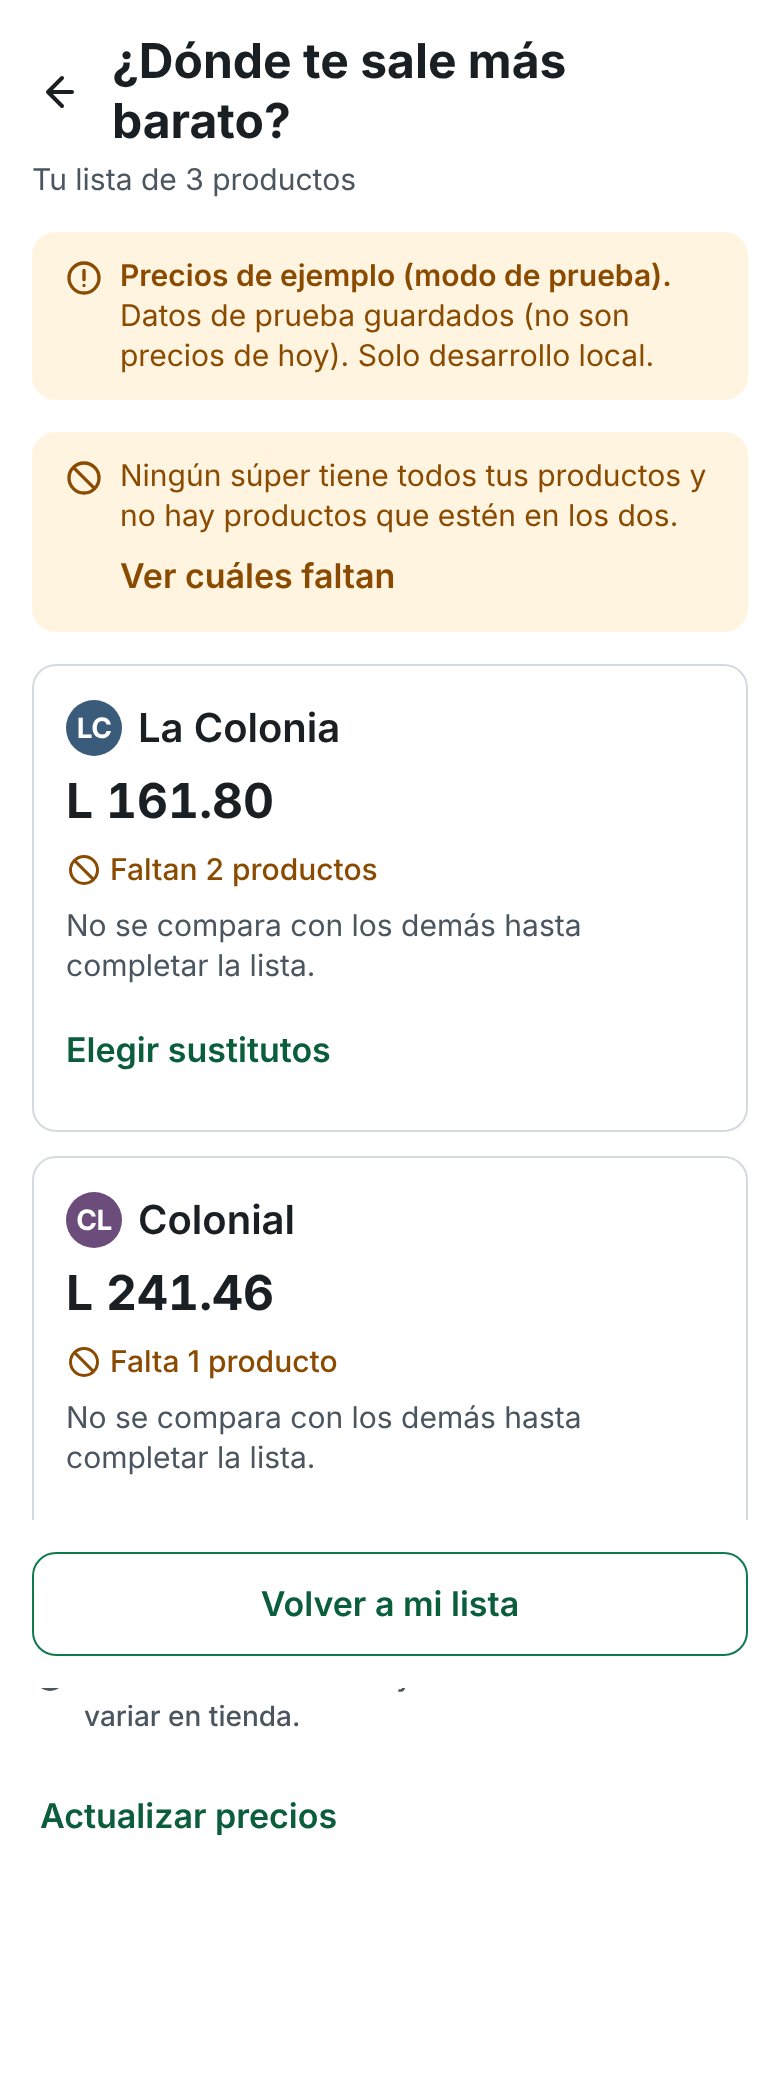 ¿Dónde te sale más
barato?
Tu lista de 3 productos
Precios de ejemplo (modo de prueba).
Datos de prueba guardados (no son
precios de hoy). Solo desarrollo local.
Ningún súper tiene todos tus productos y
no hay productos que estén en los dos.
Ver cuáles faltan
LC La Colonia
L 161.80
Faltan 2 productos
No se compara con los demás hasta
completar la lista.
Elegir sustitutos
CL Colonial
L 241.46
Falta 1 producto
No se compara con los demás hasta
completar la lista.
Volver a mi lista
variar en tienda.
Actualizar precios